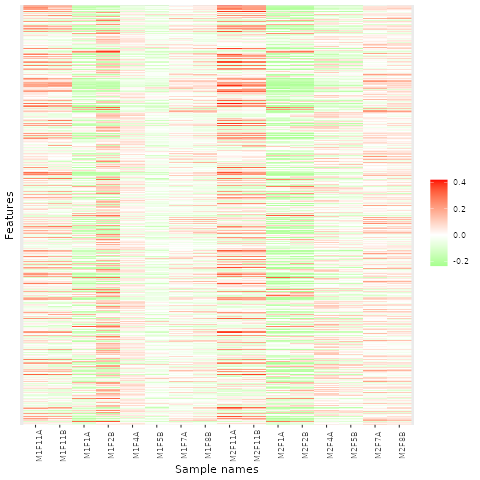 Features
0.4
0.2
0.0
-0.2
M1F11A
M1F11B
M1F1A
M1F2B
M1F4A
M1F5B
M1F7A
M1F8B
M2F11A
M2F11B
M2F1A
M2F2B
M2F4A
M2F5B
M2F7A
M2F8B
Sample names